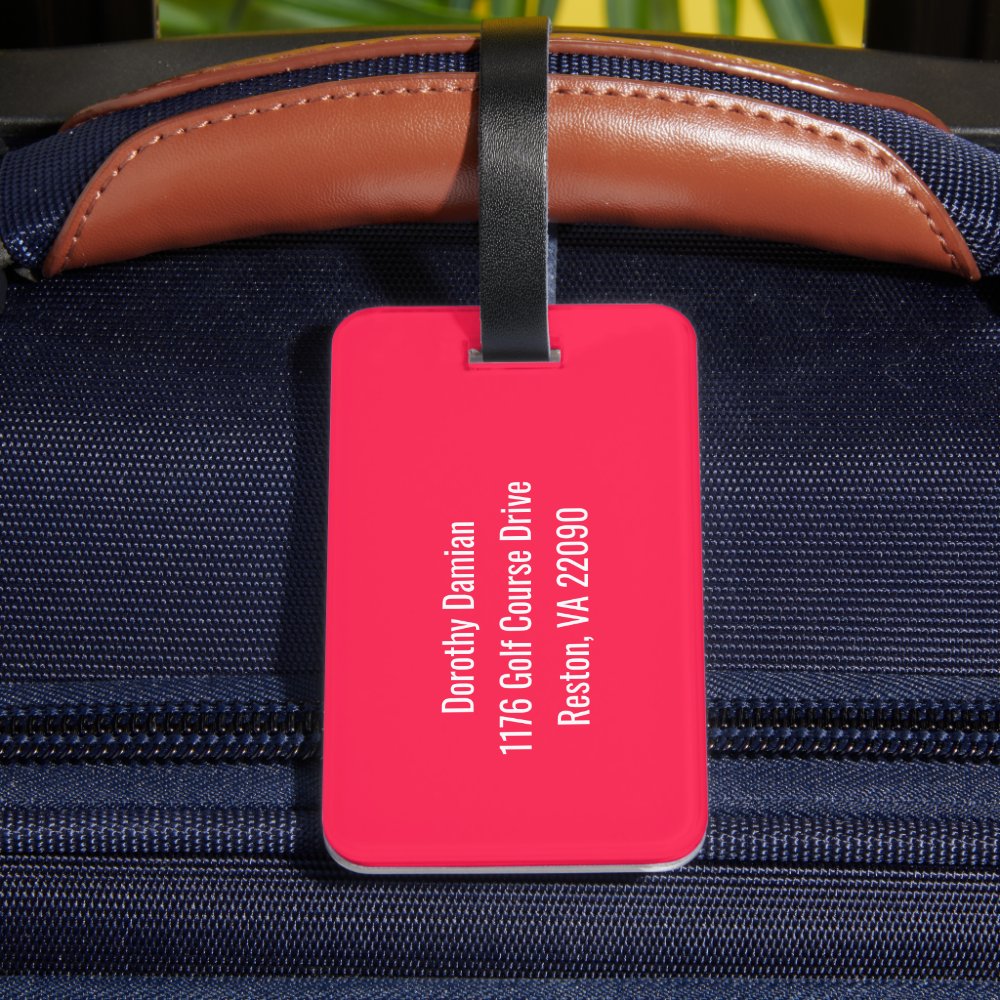 Dorothy Damian
1176 Golf Course Drive
Reston, VA 22090